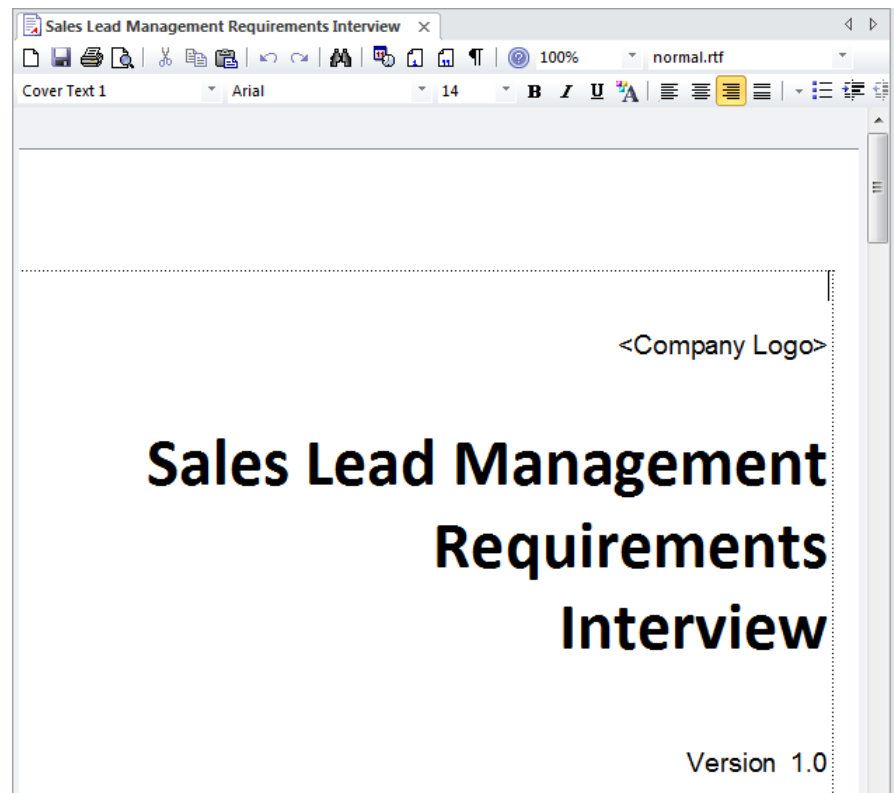 Sales Lead Management Requirements Interview
100% normal.rtf
Cover Text 1 Arial 14 B I U A
<Company Logo>
Sales Lead Management
Requirements
Interview
Version 1.0